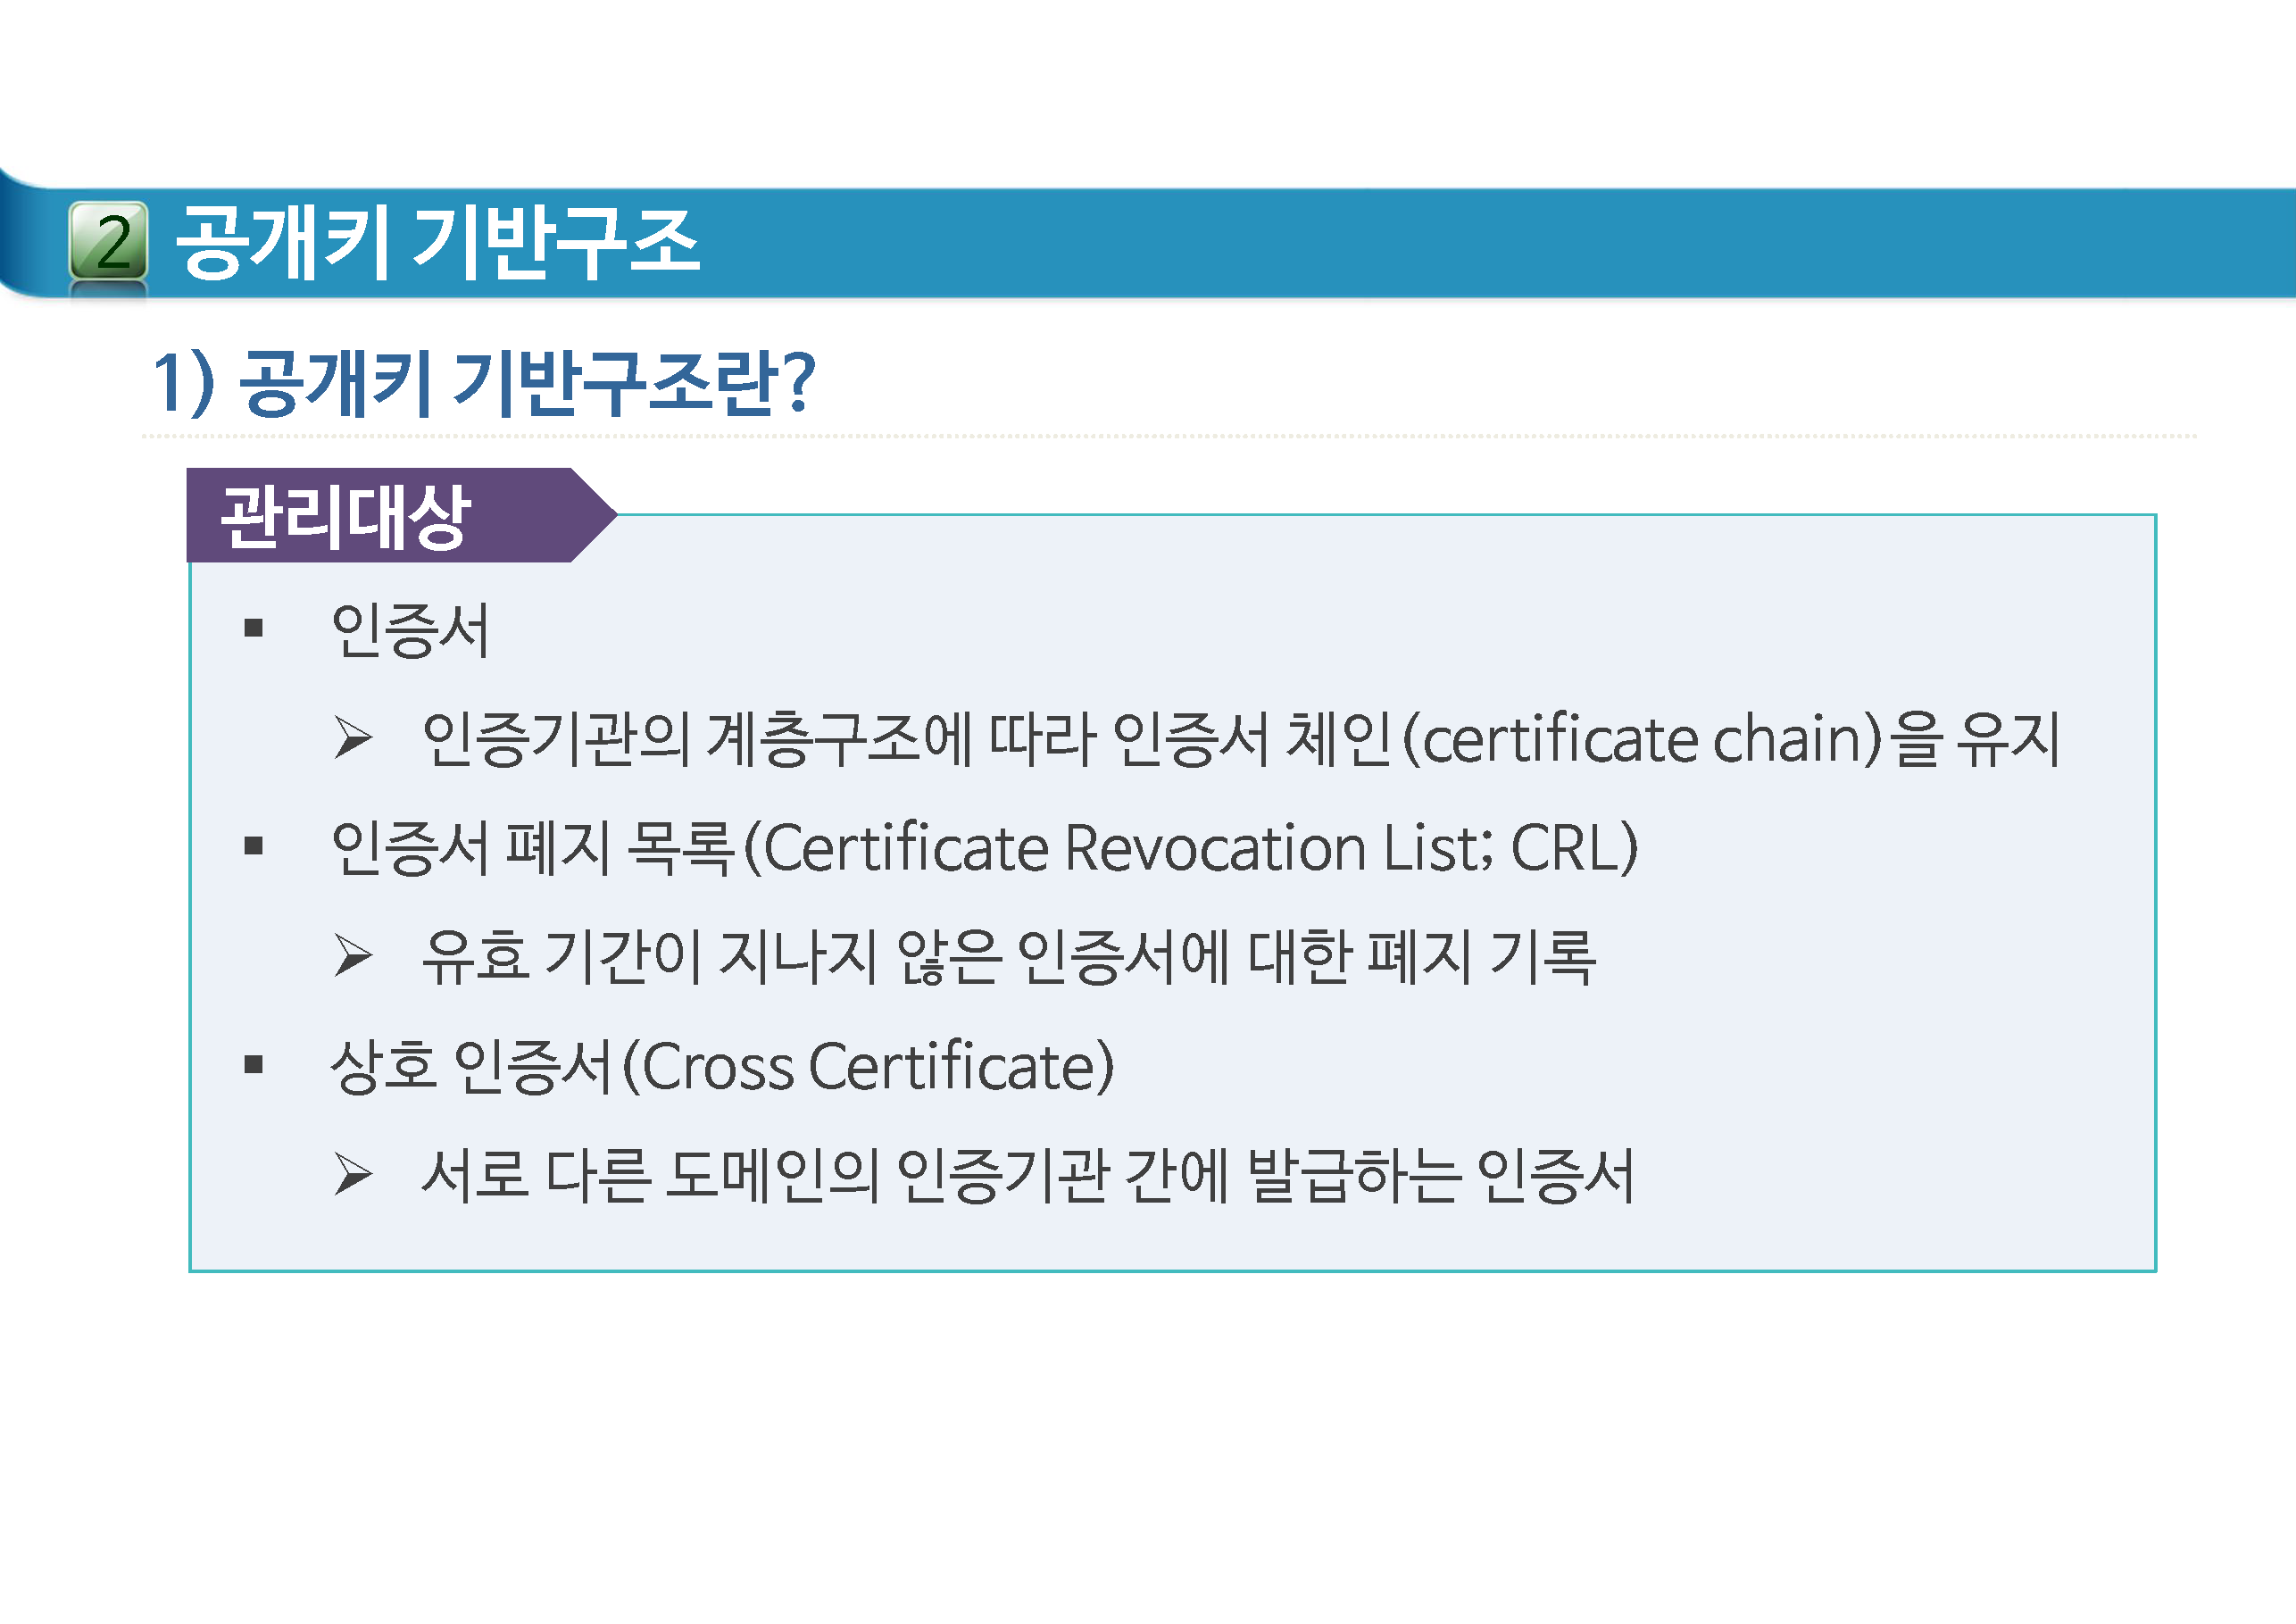 2 공개키 기반구조
1) 공개키 기반구조란?
관리대상
▪ 인증서
➢ 인증기관의 계층구조에 따라 인증서 체인(certificate chain)을 유지
▪ 인증서 폐지 목록(Certificate Revocation List; CRL)
➢ 유효 기간이 지나지 않은 인증서에 대한 폐지 기록
▪ 상호 인증서(Cross Certificate)
➢ 서로 다른 도메인의 인증기관 간에 발급하는 인증서